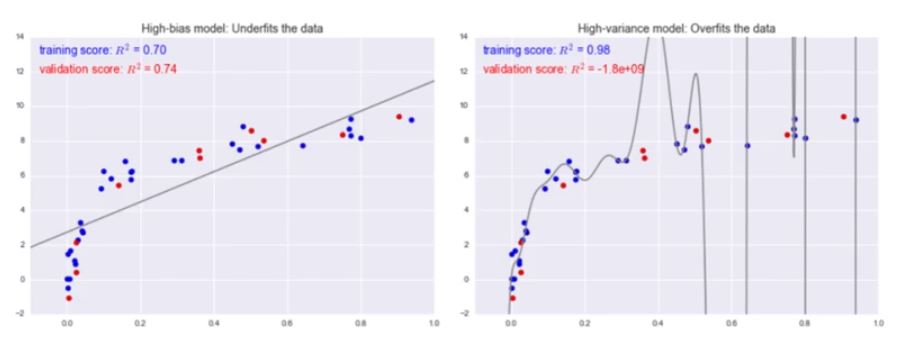 High-bias model: Underfits the data
training score: R² = 0.70
validation score: R² = 0.74
14
12
10
8
6
4
2
0
−2
0.0 0.2 0.4 0.6 0.8 1.0
High-variance model: Overfits the data
training score: R² = 0.98
validation score: R² = -1.8e+09
14
12
10
8
6
4
2
0
−2
0.0 0.2 0.4 0.6 0.8 1.0